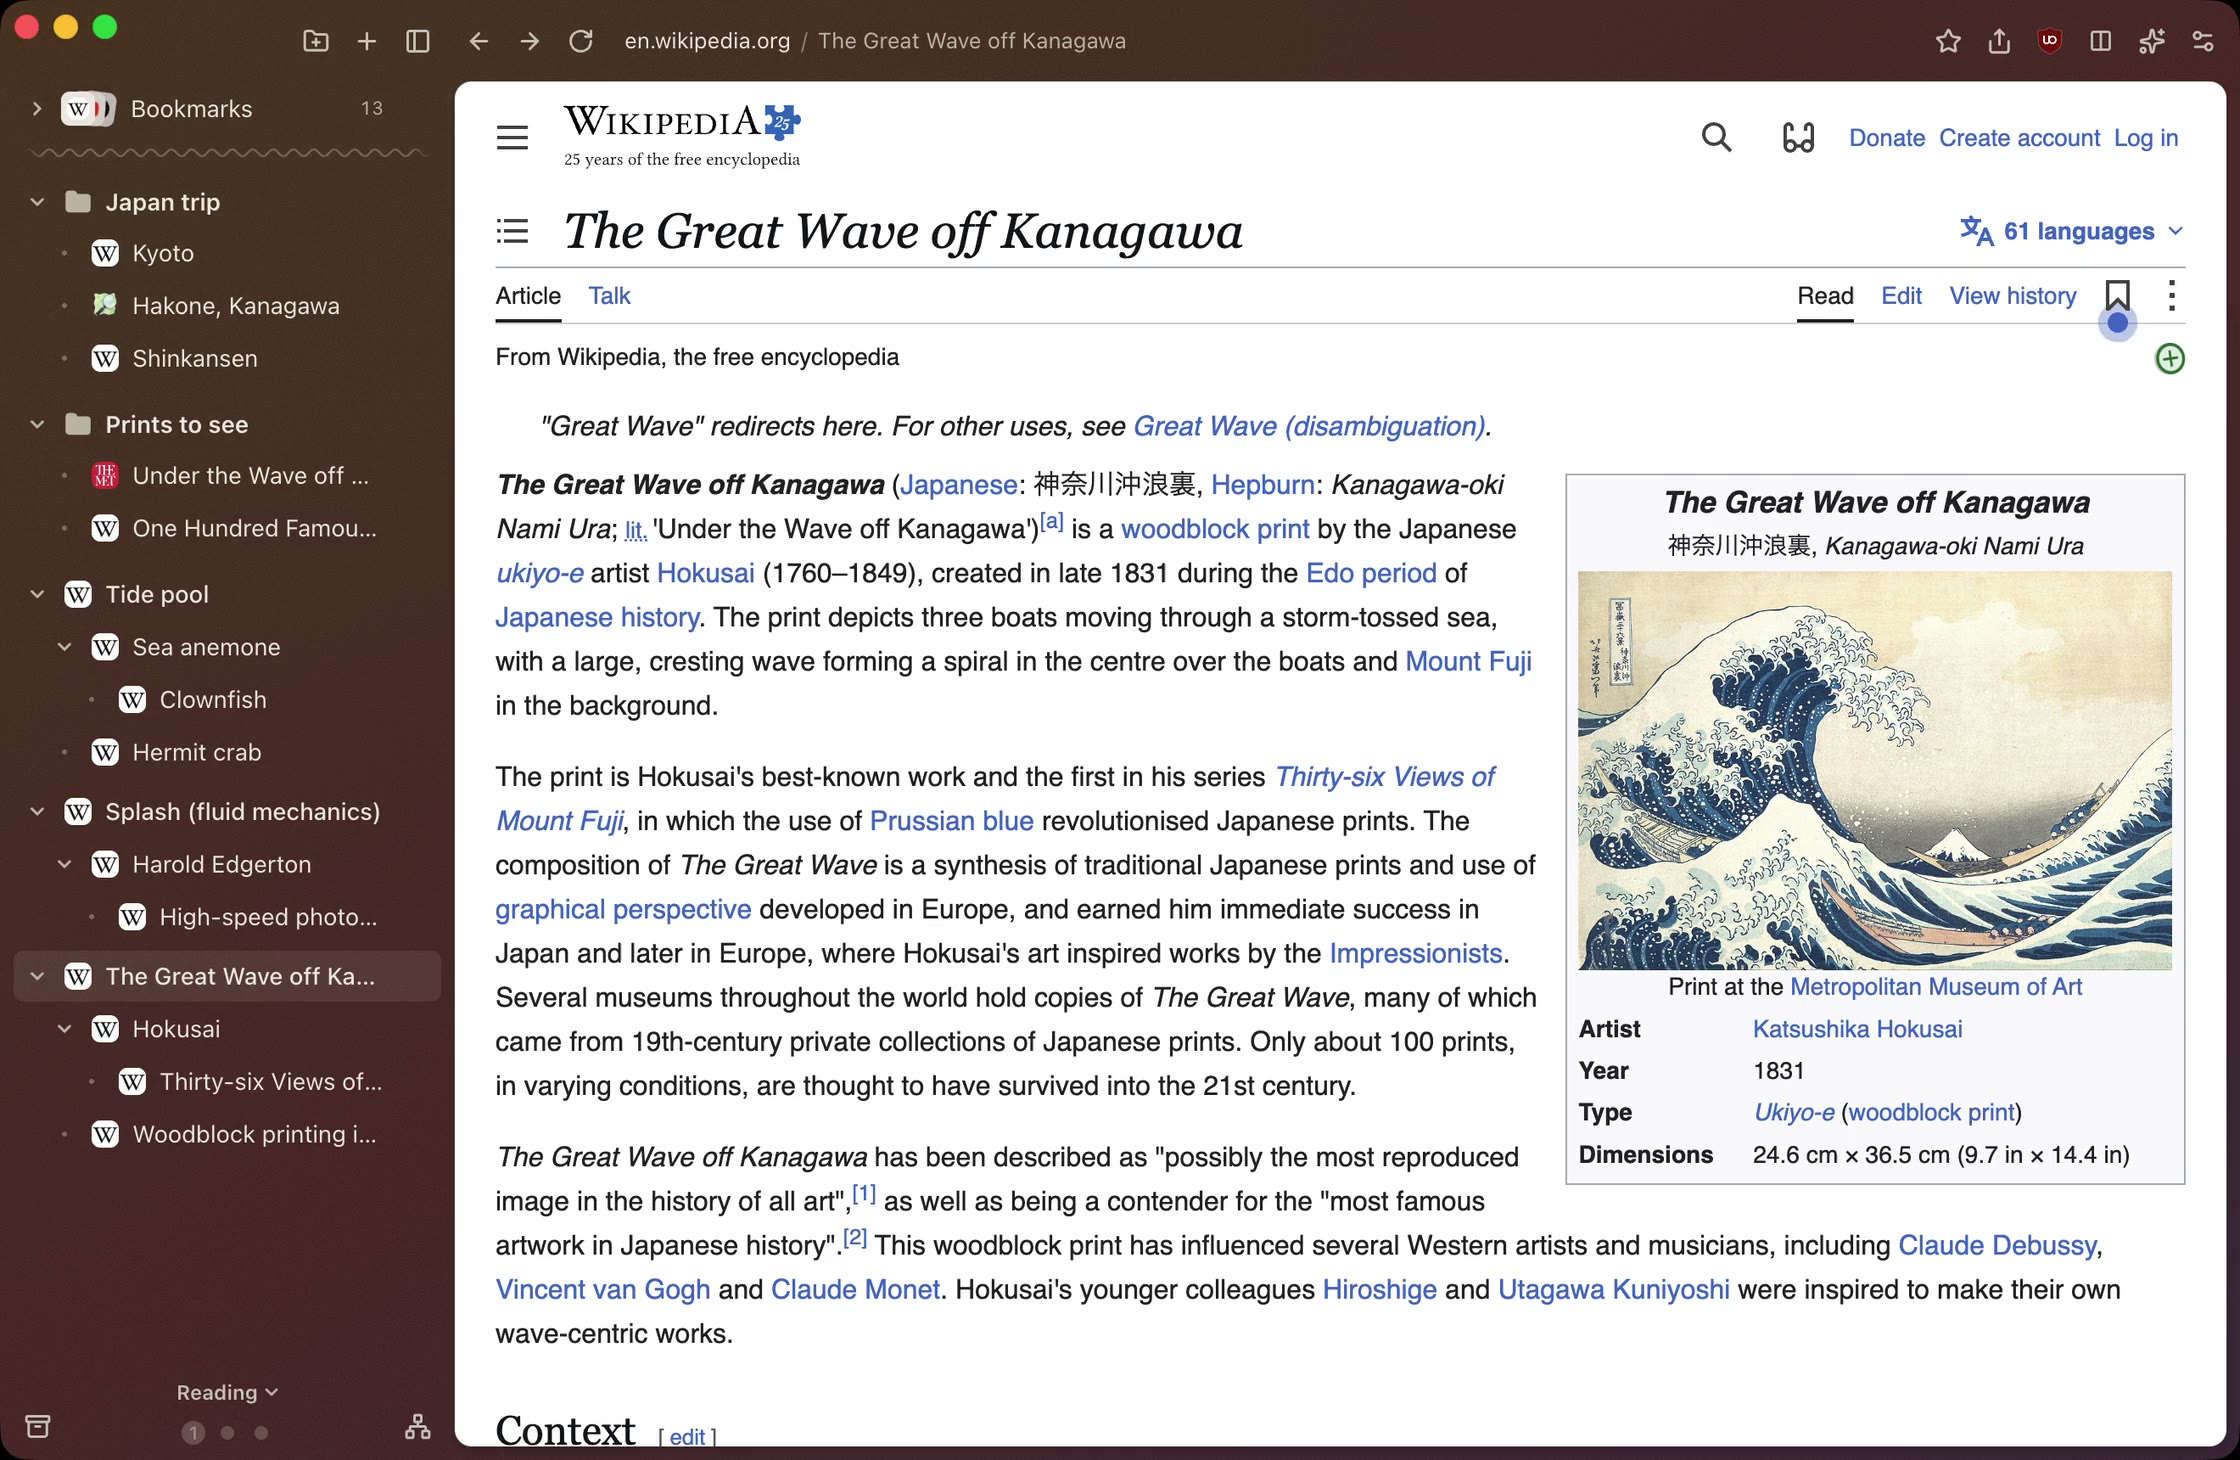 en.wikipedia.org / The Great Wave off Kanagawa
Bookmarks 13
Japan trip
Kyoto
Hakone, Kanagawa
Shinkansen
Prints to see
THE MET Under the Wave off ...
One Hundred Famou...
Tide pool
Sea anemone
Clownfish
Hermit crab
Splash (fluid mechanics)
Harold Edgerton
High-speed photo...
The Great Wave off Ka...
Hokusai
Thirty-six Views of...
Woodblock printing i...
Reading
1
WIKIPEDIA 25
25 years of the free encyclopedia
Donate Create account Log in
The Great Wave off Kanagawa
61 languages
Article Talk
Read Edit View history
From Wikipedia, the free encyclopedia
"Great Wave" redirects here. For other uses, see Great Wave (disambiguation).
The Great Wave off Kanagawa (Japanese: 神奈川沖浪裏, Hepburn: Kanagawa-oki
Nami Ura; lit. 'Under the Wave off Kanagawa')[a] is a woodblock print by the Japanese
ukiyo-e artist Hokusai (1760–1849), created in late 1831 during the Edo period of
Japanese history. The print depicts three boats moving through a storm-tossed sea,
with a large, cresting wave forming a spiral in the centre over the boats and Mount Fuji
in the background.
The print is Hokusai's best-known work and the first in his series Thirty-six Views of
Mount Fuji, in which the use of Prussian blue revolutionised Japanese prints. The
composition of The Great Wave is a synthesis of traditional Japanese prints and use of
graphical perspective developed in Europe, and earned him immediate success in
Japan and later in Europe, where Hokusai's art inspired works by the Impressionists.
Several museums throughout the world hold copies of The Great Wave, many of which
came from 19th-century private collections of Japanese prints. Only about 100 prints,
in varying conditions, are thought to have survived into the 21st century.
The Great Wave off Kanagawa has been described as "possibly the most reproduced
image in the history of all art",[1] as well as being a contender for the "most famous
artwork in Japanese history".[2] This woodblock print has influenced several Western artists and musicians, including Claude Debussy,
Vincent van Gogh and Claude Monet. Hokusai's younger colleagues Hiroshige and Utagawa Kuniyoshi were inspired to make their own
wave-centric works.
The Great Wave off Kanagawa
神奈川沖浪裏, Kanagawa-oki Nami Ura
Print at the Metropolitan Museum of Art
Artist Katsushika Hokusai
Year 1831
Type Ukiyo-e (woodblock print)
Dimensions 24.6 cm × 36.5 cm (9.7 in × 14.4 in)
Context [ edit ]